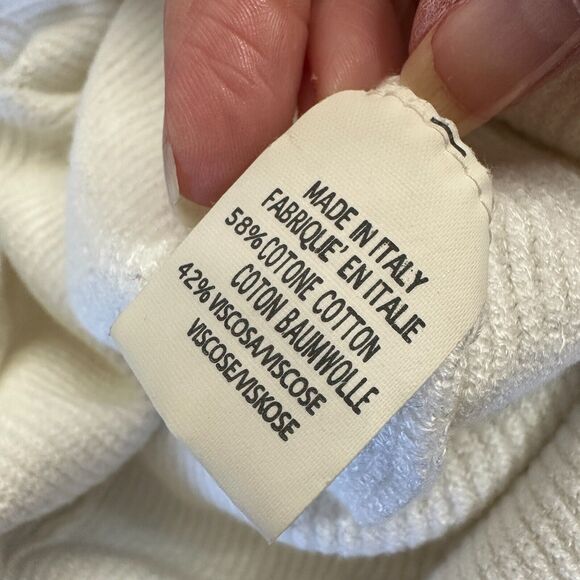 MADE IN ITALY
FABRIQUE' EN ITALIE
58% COTONE COTTON
COTON BAUMWOLLE
42% VISCOSA/VISCOSE
VISCOSE/VISKOSE